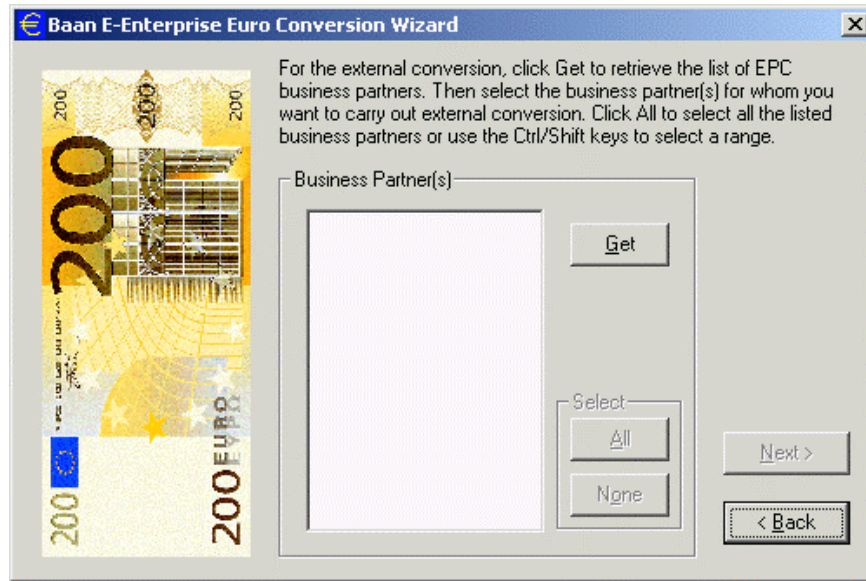 Baan E-Enterprise Euro Conversion Wizard
For the external conversion, click Get to retrieve the list of EPC
business partners. Then select the business partner(s) for whom you
want to carry out external conversion. Click All to select all the listed
business partners or use the Ctrl/Shift keys to select a range.
200
200
200
200
200
200 EURO
ΕΥΡΩ
Business Partner(s)
Get
Select
All
None
Next >
< Back